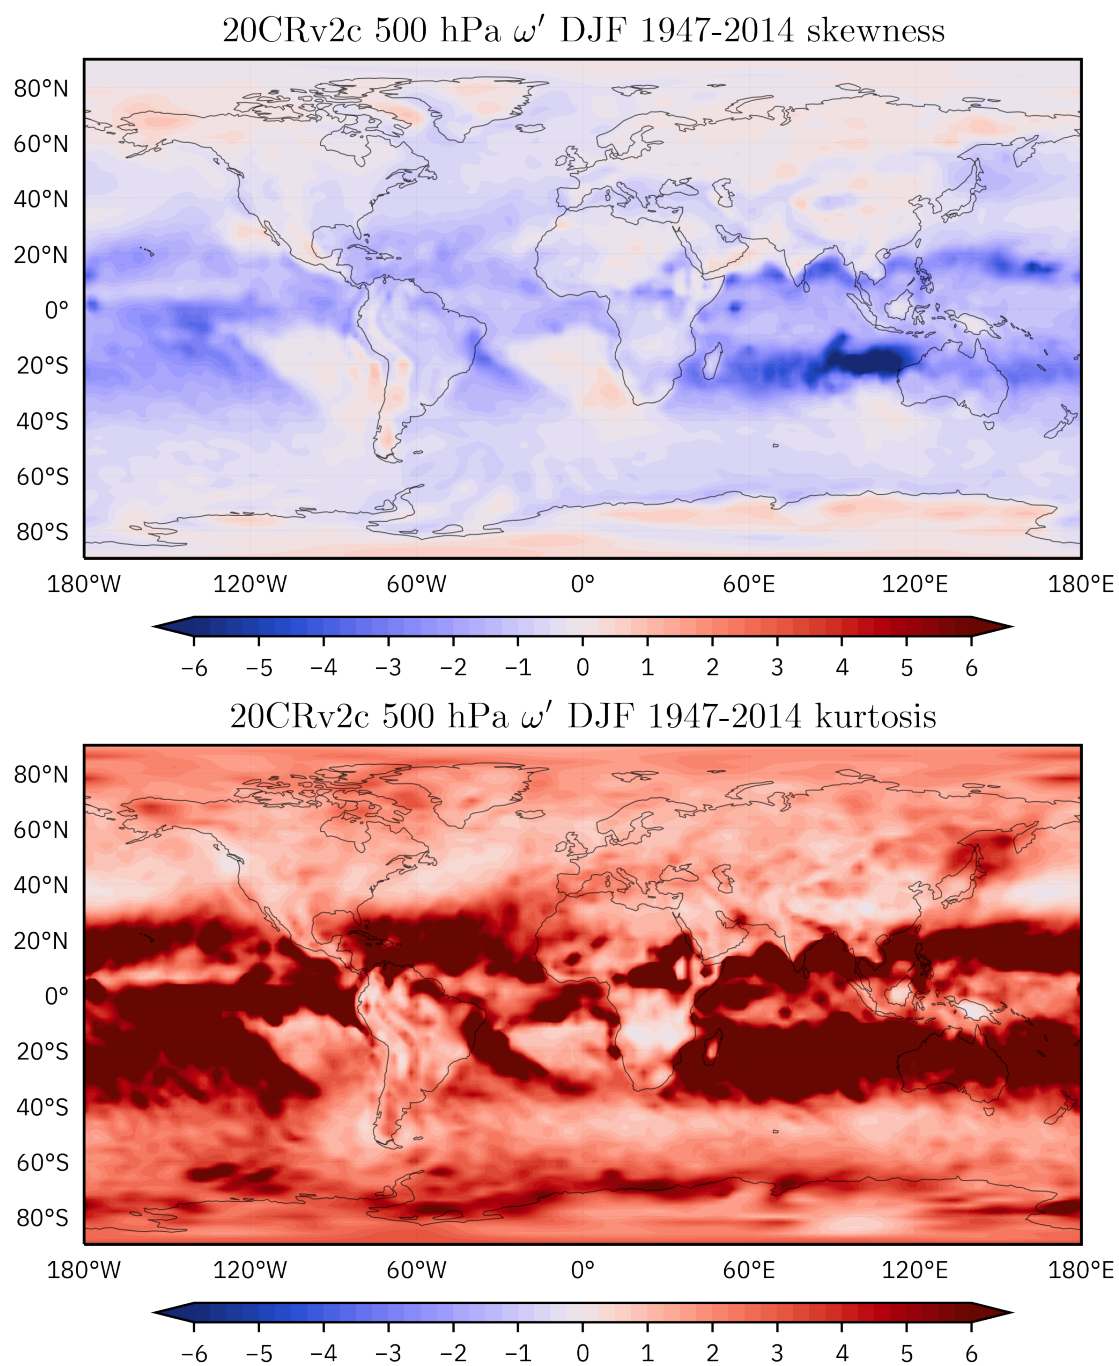 20CRv2c 500 hPa ω′ DJF 1947-2014 skewness
80°N
60°N
40°N
20°N
0°
20°S
40°S
60°S
80°S
180°W 120°W 60°W 0° 60°E 120°E 180°E
−6 −5 −4 −3 −2 −1 0 1 2 3 4 5 6
20CRv2c 500 hPa ω′ DJF 1947-2014 kurtosis
80°N
60°N
40°N
20°N
0°
20°S
40°S
60°S
80°S
180°W 120°W 60°W 0° 60°E 120°E 180°E
−6 −5 −4 −3 −2 −1 0 1 2 3 4 5 6